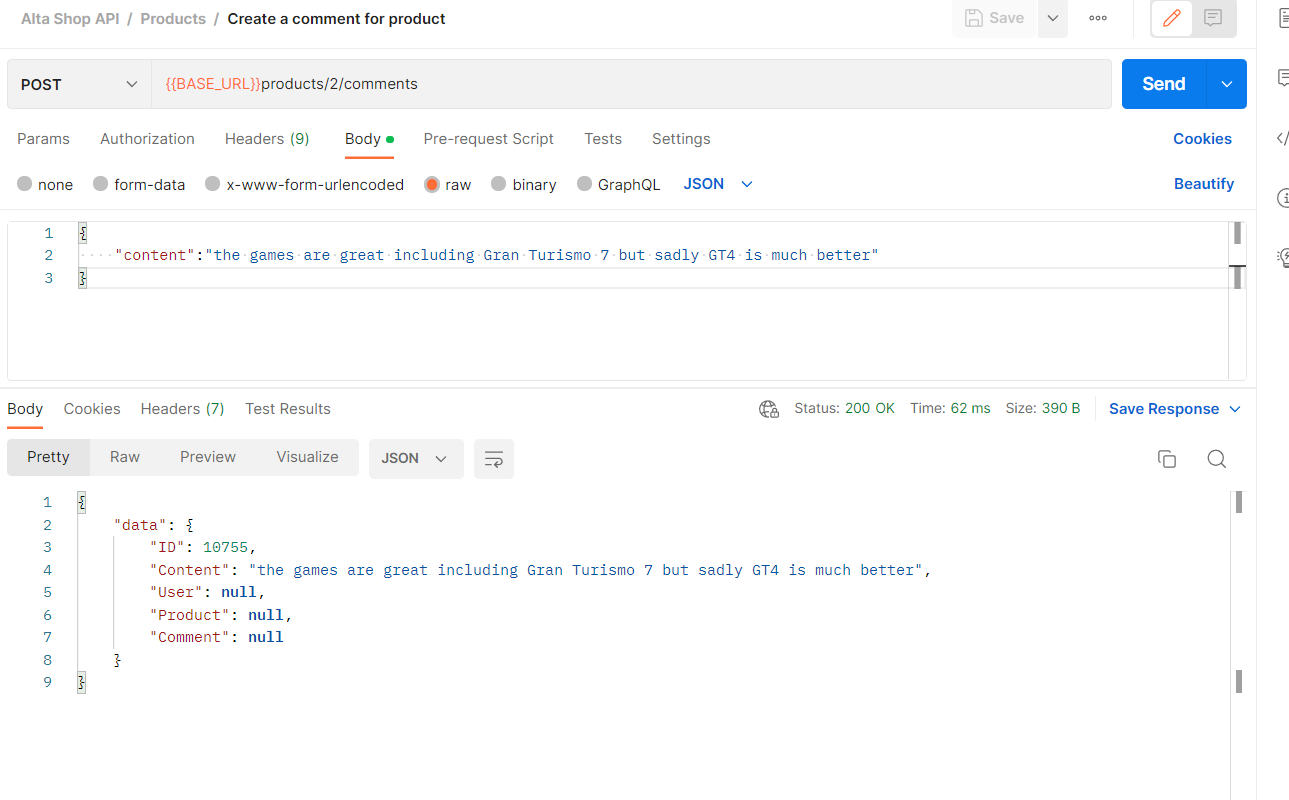 Alta Shop API / Products / Create a comment for product
Save
POST
{{BASE_URL}}products/2/comments
Send
Params Authorization Headers (9) Body Pre-request Script Tests Settings Cookies
none form-data x-www-form-urlencoded raw binary GraphQL JSON Beautify
1 {
2 "content":"the games are great including Gran Turismo 7 but sadly GT4 is much better"
3 }
Body Cookies Headers (7) Test Results Status: 200 OK Time: 62 ms Size: 390 B Save Response
Pretty Raw Preview Visualize JSON
1 {
2 "data": {
3 "ID": 10755,
4 "Content": "the games are great including Gran Turismo 7 but sadly GT4 is much better",
5 "User": null,
6 "Product": null,
7 "Comment": null
8 }
9 }